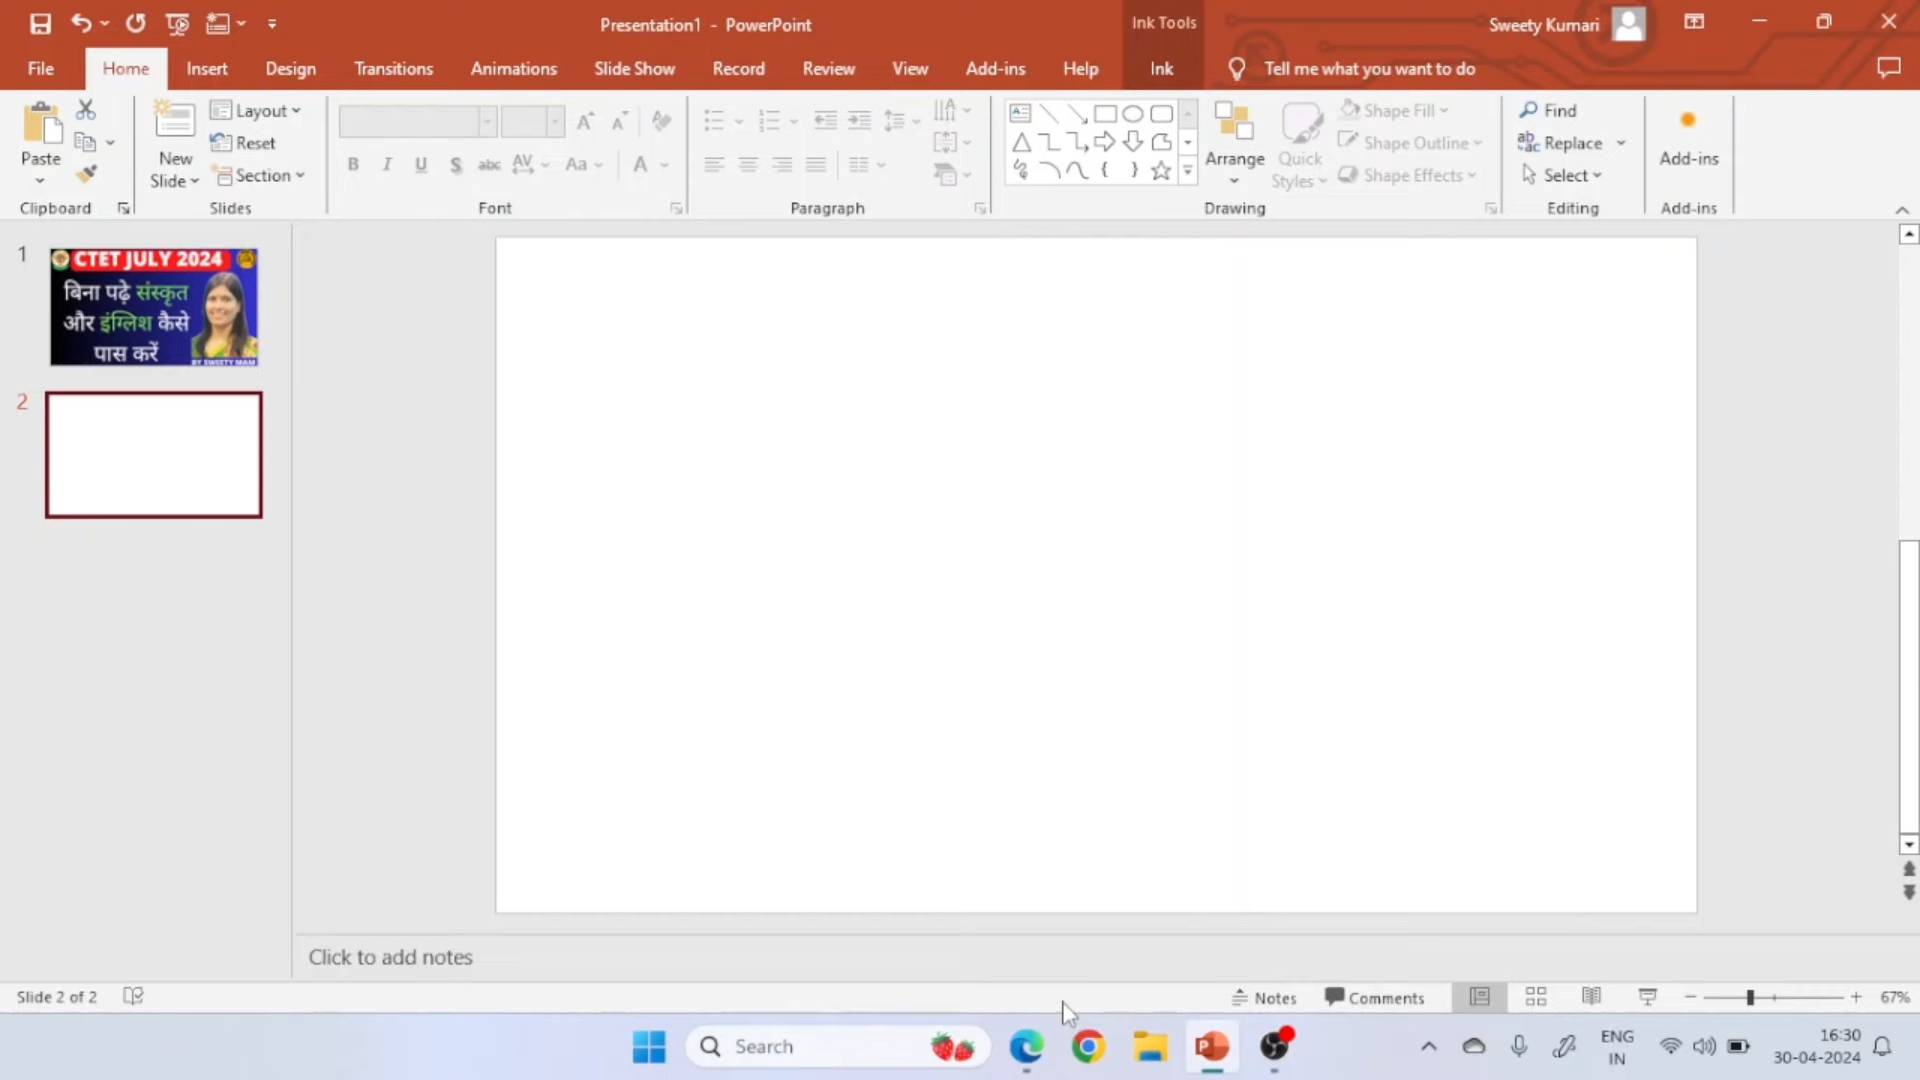 Presentation1 - PowerPoint
Ink Tools
Sweety Kumari
File
Home
Insert
Design
Transitions
Animations
Slide Show
Record
Review
View
Add-ins
Help
Ink
Tell me what you want to do
Paste
New
Slide
Layout
Reset
Section
Shape Fill
Shape Outline
Shape Effects
Arrange
Quick
Styles
Find
Replace
Select
Add-ins
Clipboard
Slides
Font
Paragraph
Drawing
Editing
Add-ins
1
CTET JULY 2024
बिना पढ़े संस्कृत
और इंग्लिश कैसे
पास करें
BY SWEETY MAM
2
Click to add notes
Slide 2 of 2
Notes
Comments
67%
Search
ENG
IN
16:30
30-04-2024